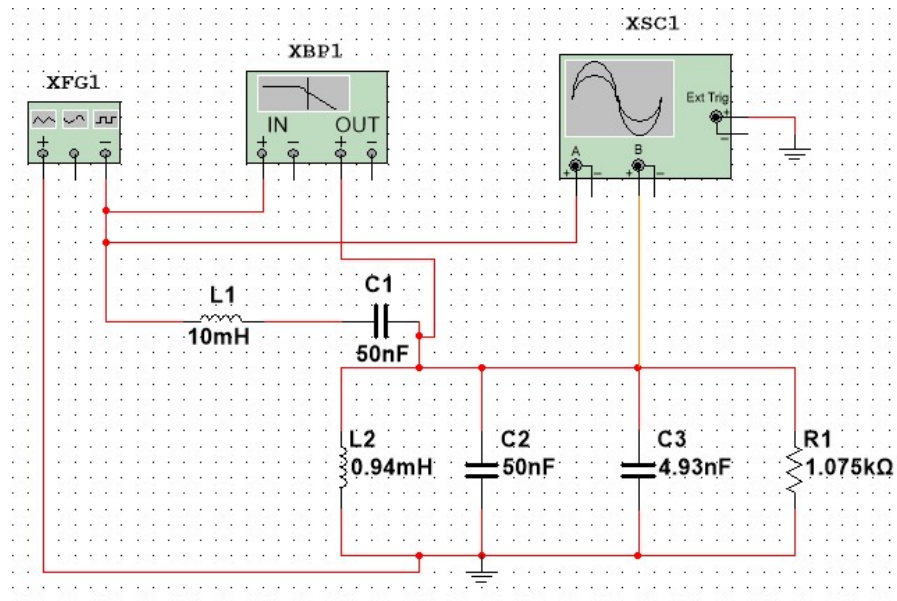 XSC1
XBP1
XFG1
Ext Trig
+
−
IN OUT
+ − + −
+ −
A B
+ − + −
L1
10mH
C1
50nF
L2
0.94mH
C2
50nF
C3
4.93nF
R1
1.075kΩ